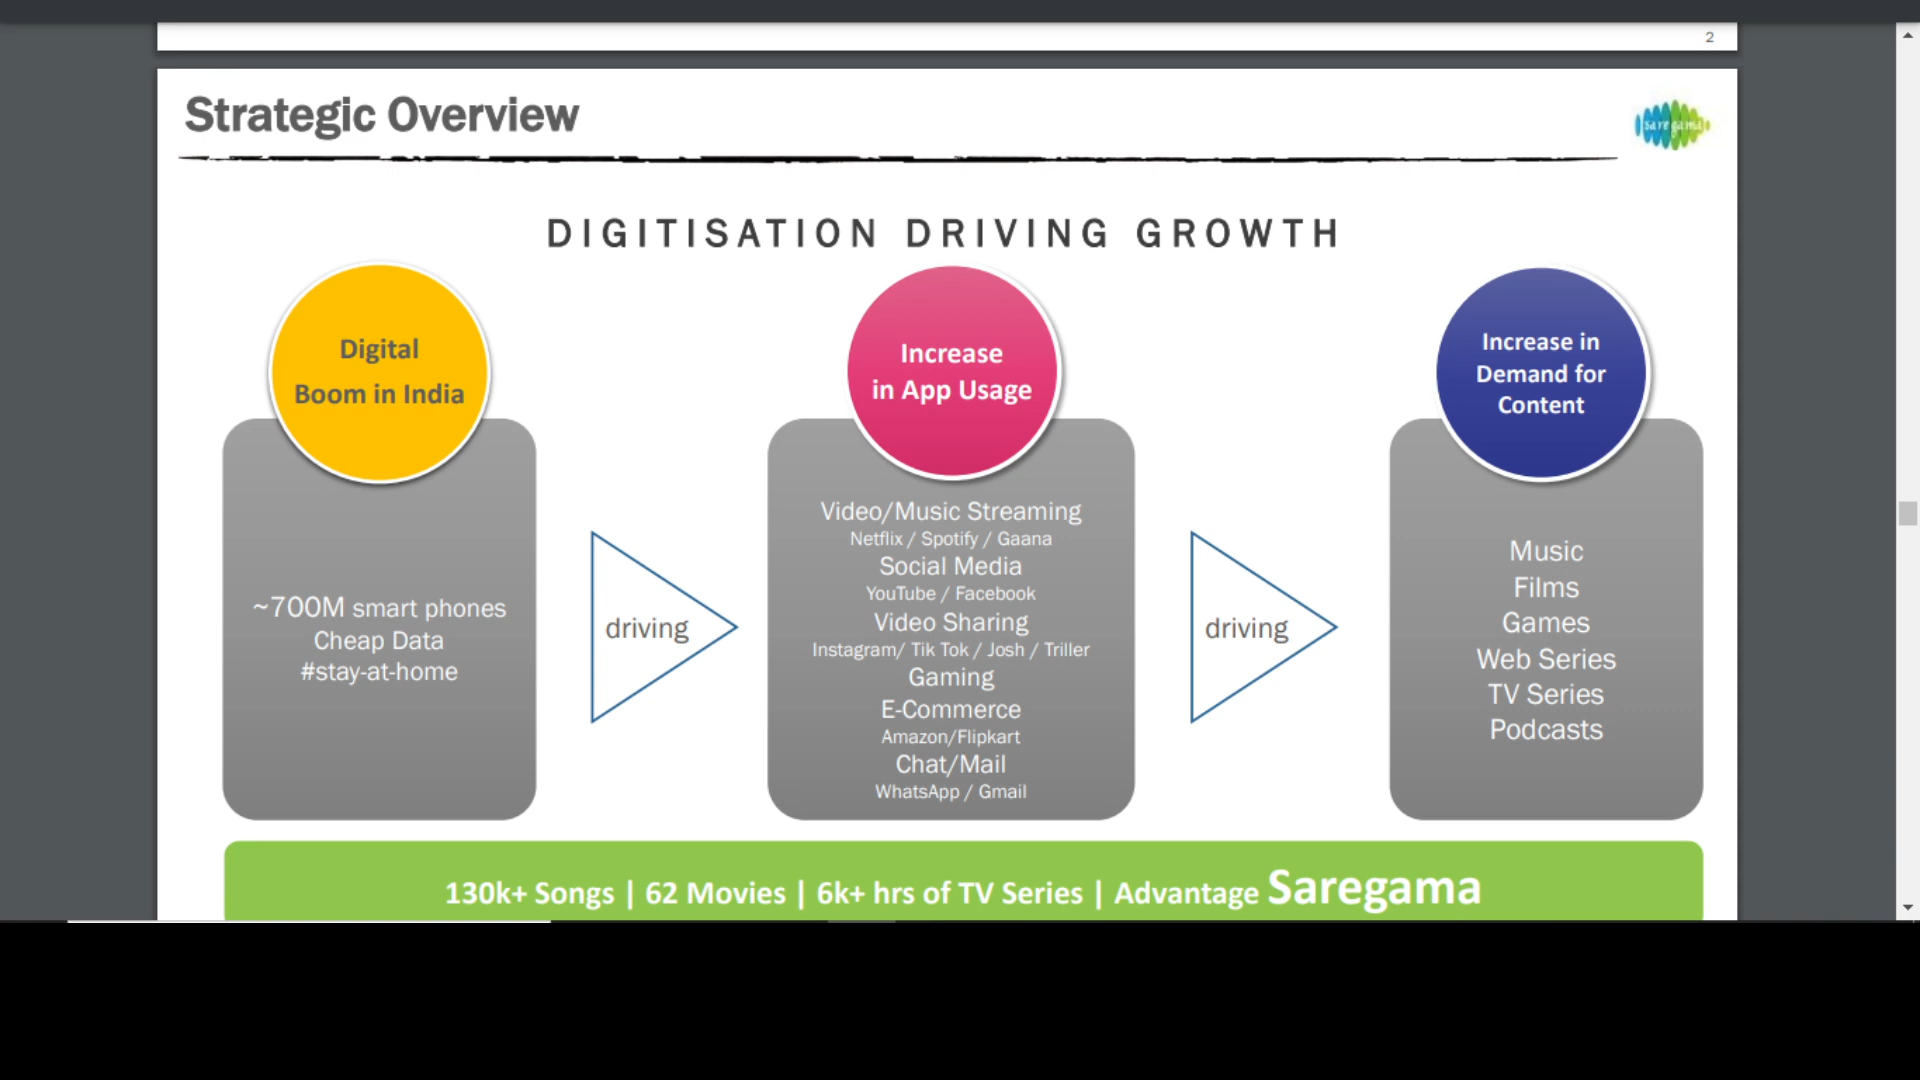 2
Strategic Overview
saregama
DIGITISATION DRIVING GROWTH
Digital
Boom in India
~700M smart phones
Cheap Data
#stay-at-home
driving
Increase
in App Usage
Video/Music Streaming
Netflix / Spotify / Gaana
Social Media
YouTube / Facebook
Video Sharing
Instagram/ Tik Tok / Josh / Triller
Gaming
E-Commerce
Amazon/Flipkart
Chat/Mail
WhatsApp / Gmail
driving
Increase in
Demand for
Content
Music
Films
Games
Web Series
TV Series
Podcasts
130k+ Songs | 62 Movies | 6k+ hrs of TV Series | Advantage Saregama